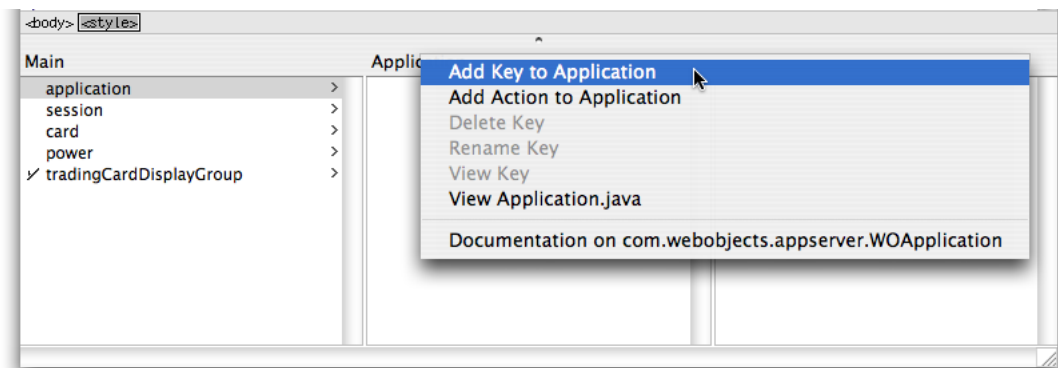 <body> <style>
Main
Applic
application >
session >
card >
power >
tradingCardDisplayGroup >
Add Key to Application
Add Action to Application
Delete Key
Rename Key
View Key
View Application.java
Documentation on com.webobjects.appserver.WOApplication